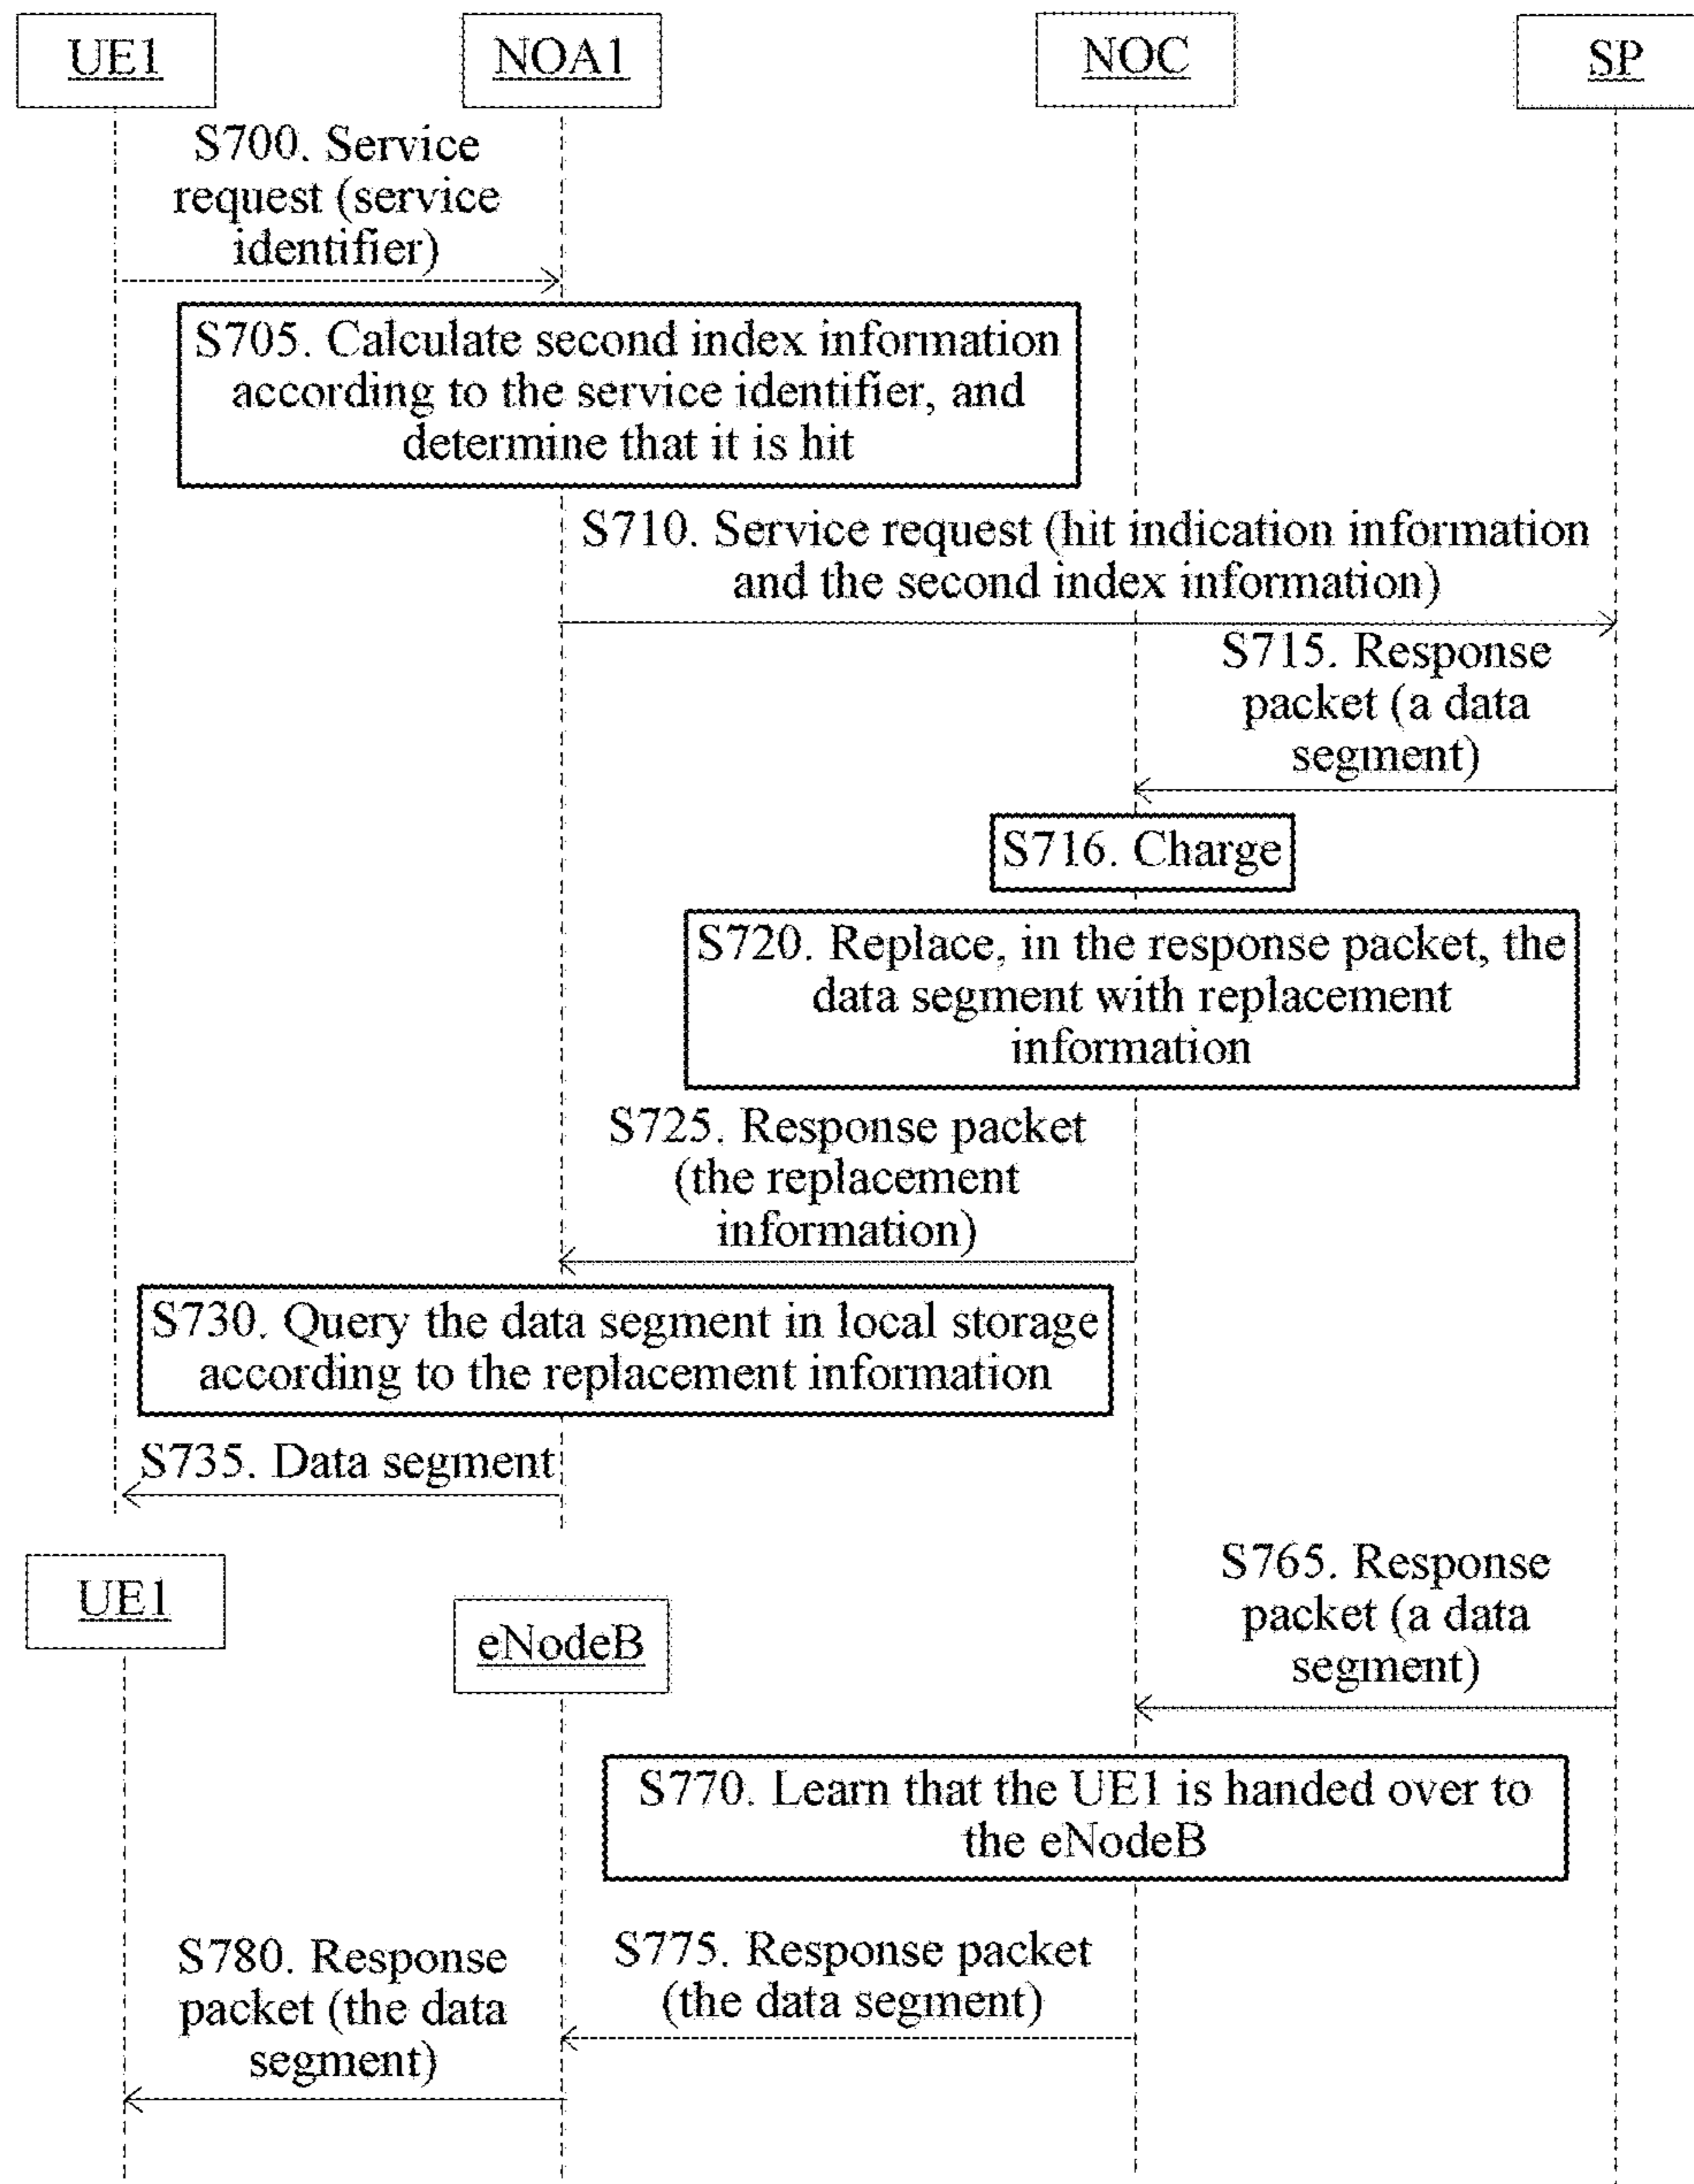 UE1
NOA1
NOC
SP
S700. Service
request (service
identifier)
S705. Calculate second index information
according to the service identifier, and
determine that it is hit
S710. Service request (hit indication information
and the second index information)
S715. Response
packet (a data
segment)
S716. Charge
S720. Replace, in the response packet, the
data segment with replacement
information
S725. Response packet
(the replacement
information)
S730. Query the data segment in local storage
according to the replacement information
S735. Data segment
UE1
eNodeB
S765. Response
packet (a data
segment)
S770. Learn that the UE1 is handed over to
the eNodeB
S775. Response packet
(the data segment)
S780. Response
packet (the data
segment)